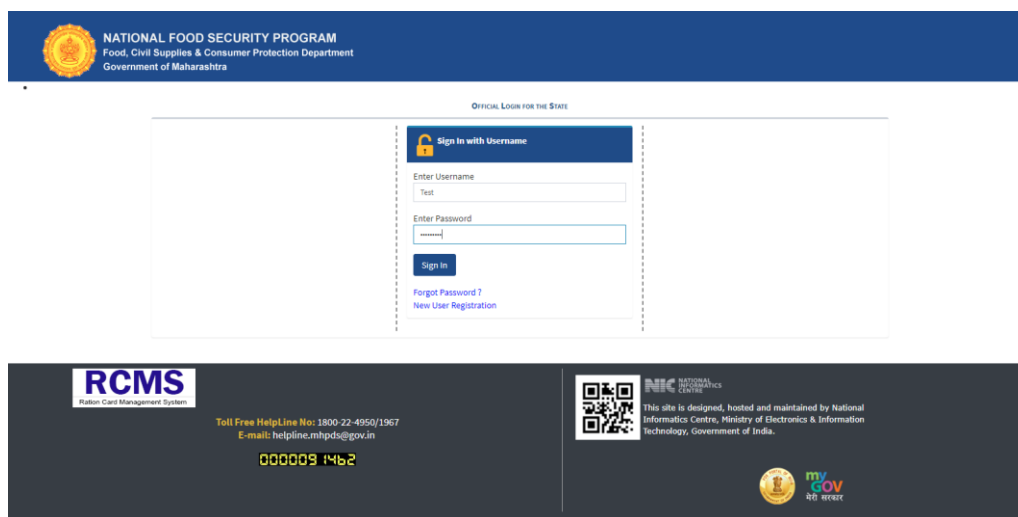 NATIONAL FOOD SECURITY PROGRAM
Food, Civil Supplies & Consumer Protection Department
Government of Maharashtra
OFFICIAL LOGIN FOR THE STATE
Sign In with Username
Enter Username
Test
Enter Password
Sign In
Forgot Password ?
New User Registration
RCMS
Ration Card Management System
Toll Free HelpLine No: 1800-22-4950/1967
E-mail: helpline.mhpds@gov.in
0000091462
NIC NATIONAL
INFORMATICS
CENTRE
This site is designed, hosted and maintained by National
Informatics Centre, Ministry of Electronics & Information
Technology, Government of India.
my
GOV
मेरी सरकार